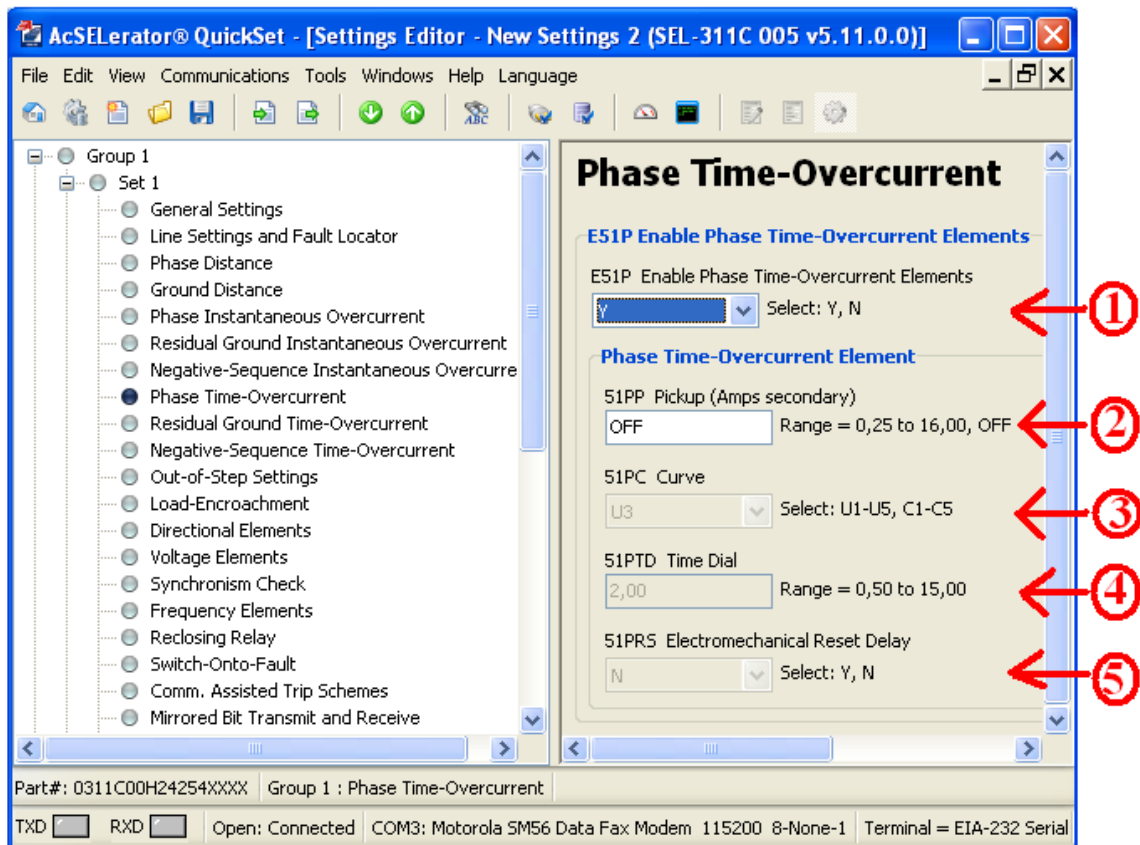 AcSELerator® QuickSet - [Settings Editor - New Settings 2 (SEL-311C 005 v5.11.0.0)]
File Edit View Communications Tools Windows Help Language
ABC
Group 1
Set 1
General Settings
Line Settings and Fault Locator
Phase Distance
Ground Distance
Phase Instantaneous Overcurrent
Residual Ground Instantaneous Overcurrent
Negative-Sequence Instantaneous Overcurre
Phase Time-Overcurrent
Residual Ground Time-Overcurrent
Negative-Sequence Time-Overcurrent
Out-of-Step Settings
Load-Encroachment
Directional Elements
Voltage Elements
Synchronism Check
Frequency Elements
Reclosing Relay
Switch-Onto-Fault
Comm. Assisted Trip Schemes
Mirrored Bit Transmit and Receive
Phase Time-Overcurrent
E51P Enable Phase Time-Overcurrent Elements
E51P Enable Phase Time-Overcurrent Elements
Y Select: Y, N
1
Phase Time-Overcurrent Element
51PP Pickup (Amps secondary)
OFF Range = 0,25 to 16,00, OFF
2
51PC Curve
U3 Select: U1-U5, C1-C5
3
51PTD Time Dial
2,00 Range = 0,50 to 15,00
4
51PRS Electromechanical Reset Delay
N Select: Y, N
5
Part#: 0311C00H24254XXXX Group 1 : Phase Time-Overcurrent
TXD RXD Open: Connected COM3: Motorola SM56 Data Fax Modem 115200 8-None-1 Terminal = EIA-232 Serial